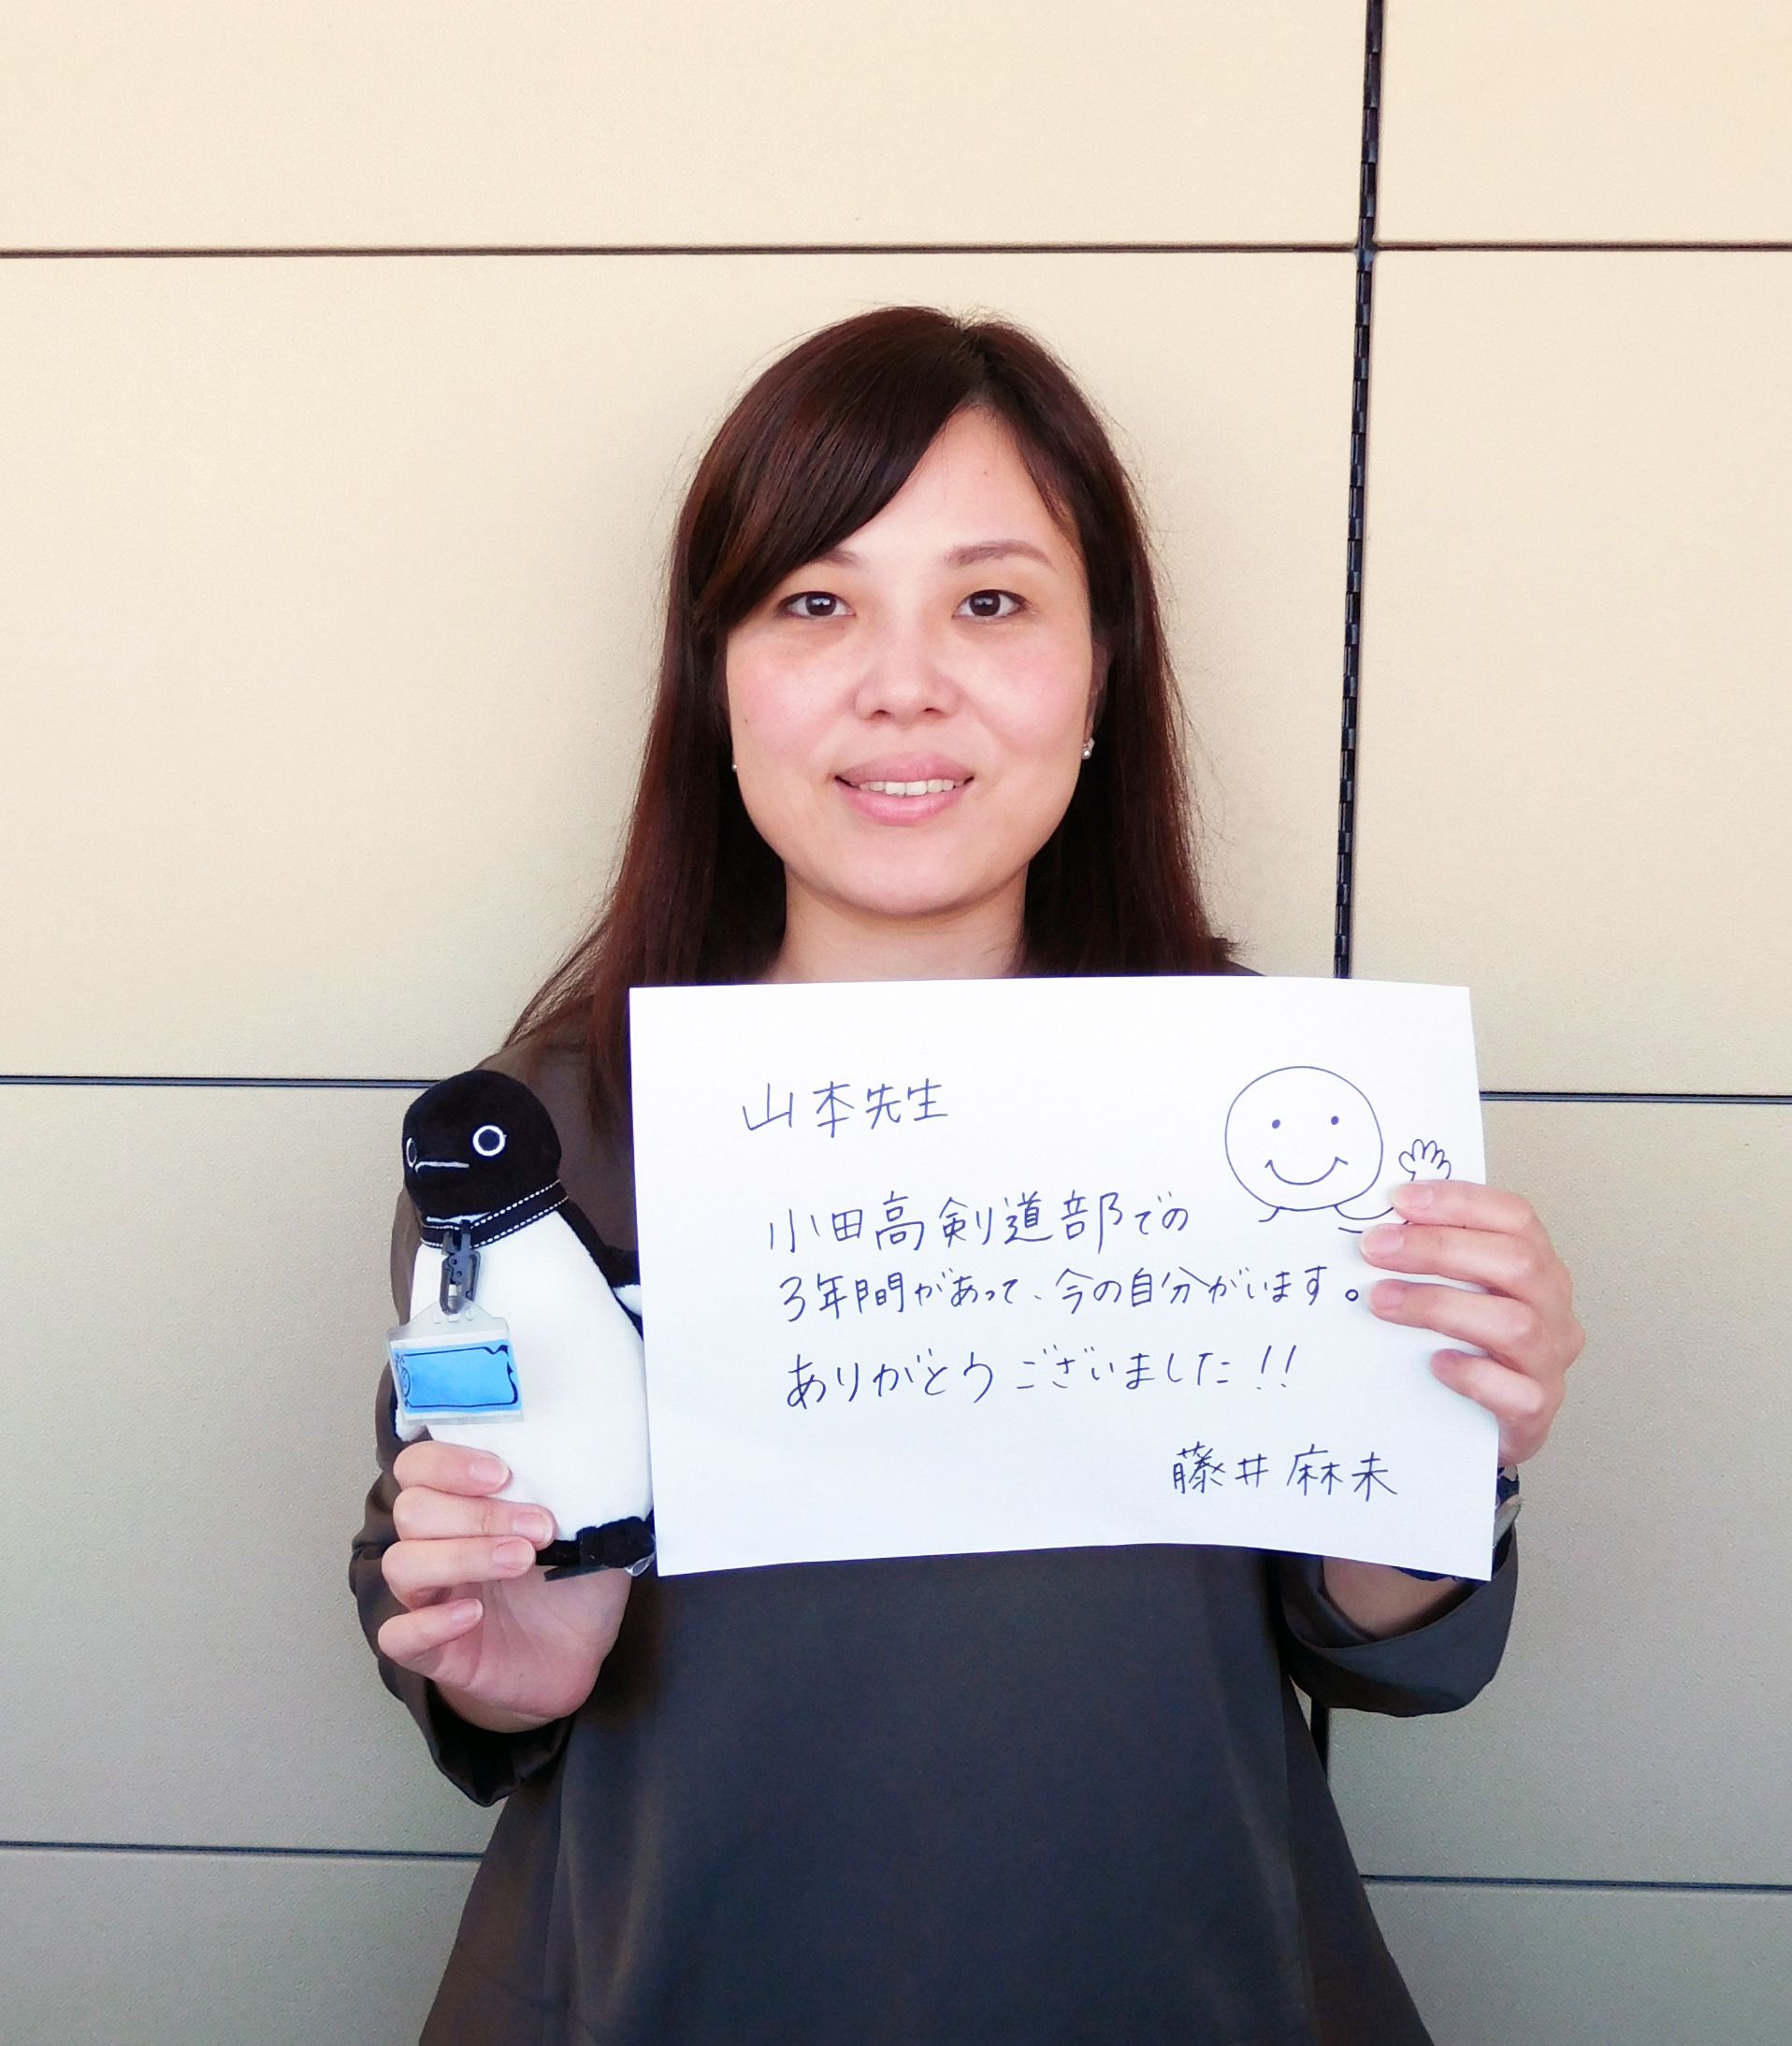 山本先生
小田高剣道部での
3年間があって、今の自分がいます。
ありがとうございました!!
藤井麻未